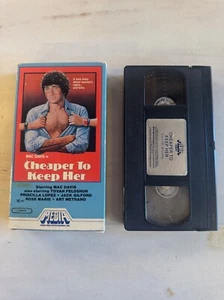 MAC DAVIS in
Cheaper To
Keep Her
Starring MAC DAVIS
also starring TOVAH FELDSHUH
PRISCILLA LOPEZ • JACK GILFORD
ROSE MARIE • ART METRANO
MEDIA
CHEAPER TO
KEEP HER